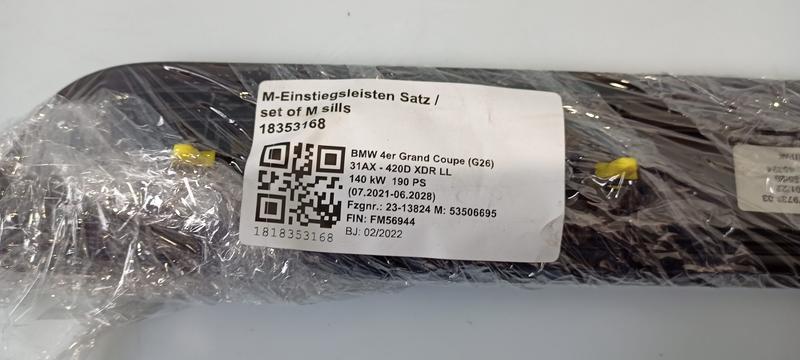 M-Einstiegsleisten Satz /
set of M sills
18353168
BMW 4er Grand Coupe (G26)
31AX - 420D XDR LL
140 kW 190 PS
(07.2021-06.2028)
Fzgnr.: 23-13824 M: 53506695
FIN: FM56944
BJ: 02/2022
1818353168